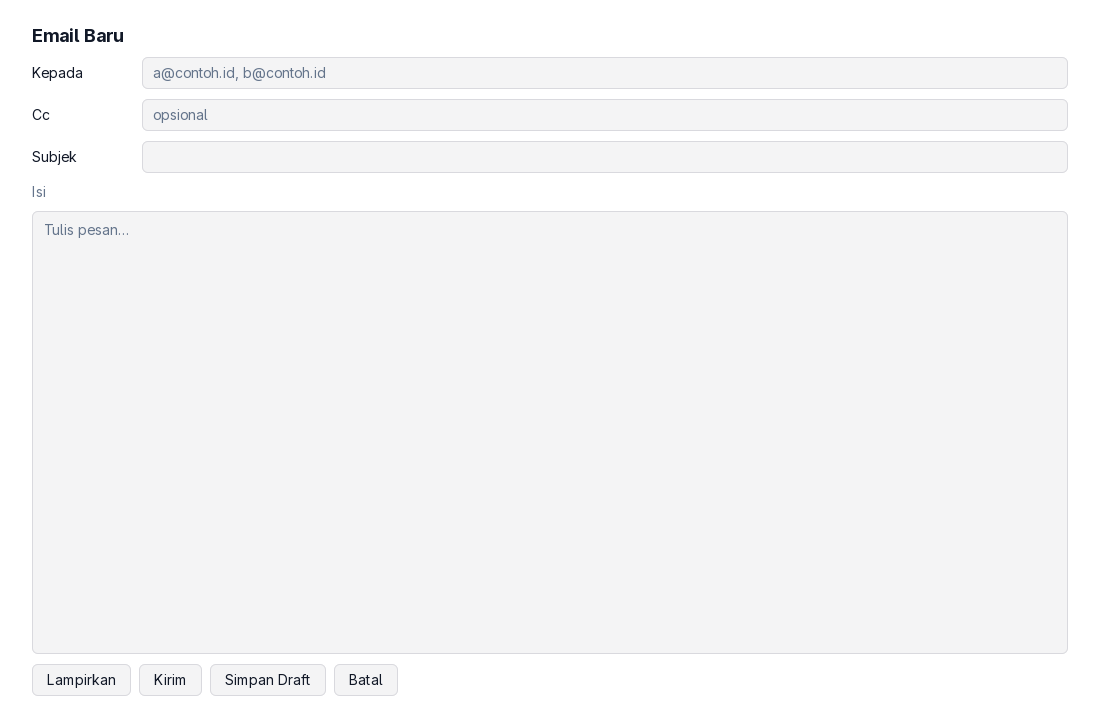 Email Baru
Kepada a@contoh.id, b@contoh.id
Cc opsional
Subjek
Isi
Tulis pesan…
Lampirkan Kirim Simpan Draft Batal